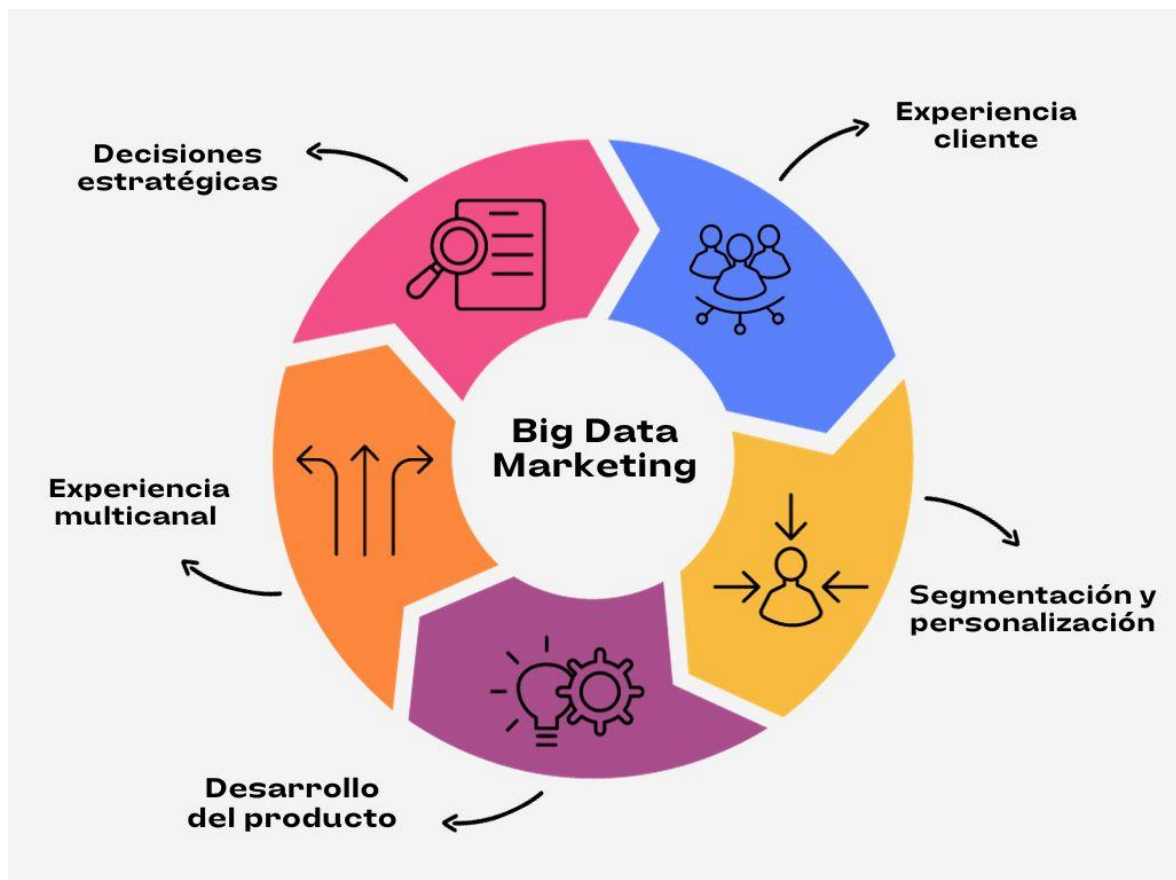 Experiencia
cliente
Decisiones
estratégicas
Big Data
Marketing
Experiencia
multicanal
Segmentación y
personalización
Desarrollo
del producto